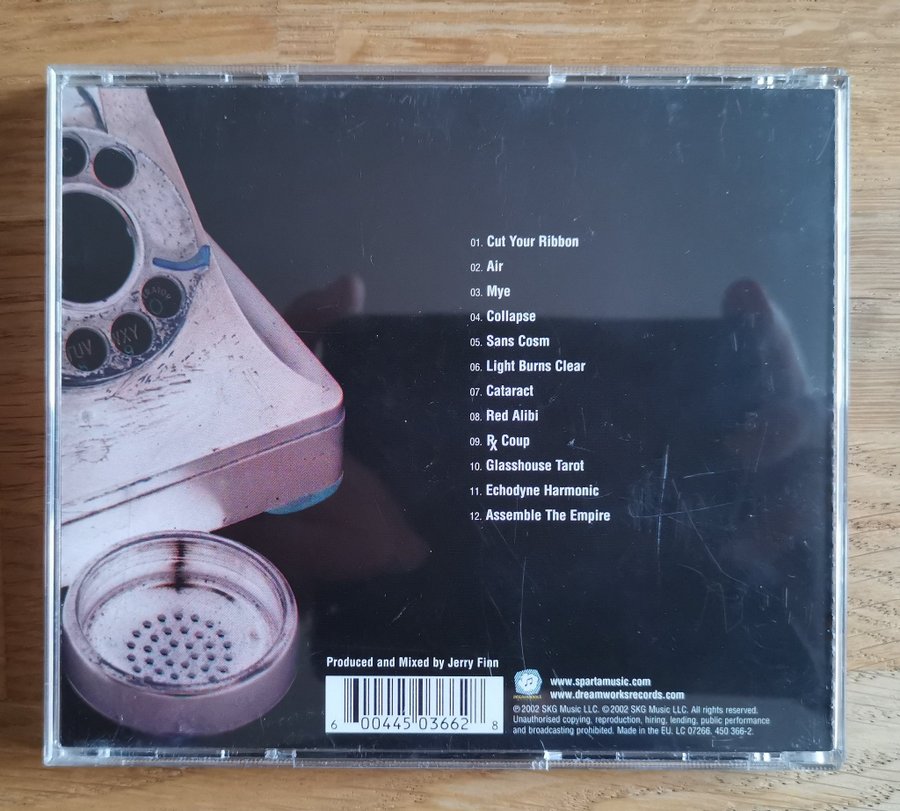 TUV
WXY
01. Cut Your Ribbon
02. Air
03. Mye
04. Collapse
05. Sans Cosm
06. Light Burns Clear
07. Cataract
08. Red Alibi
09. ℞ Coup
10. Glasshouse Tarot
11. Echodyne Harmonic
12. Assemble The Empire
Produced and Mixed by Jerry Finn
6 00445 03662 8
www.spartamusic.com
www.dreamworksrecords.com
℗ 2002 SKG Music LLC. © 2002 SKG Music LLC. All rights reserved.
Unauthorised copying, reproduction, hiring, lending, public performance
and broadcasting prohibited. Made in the EU. LC 07266. 450 366-2.